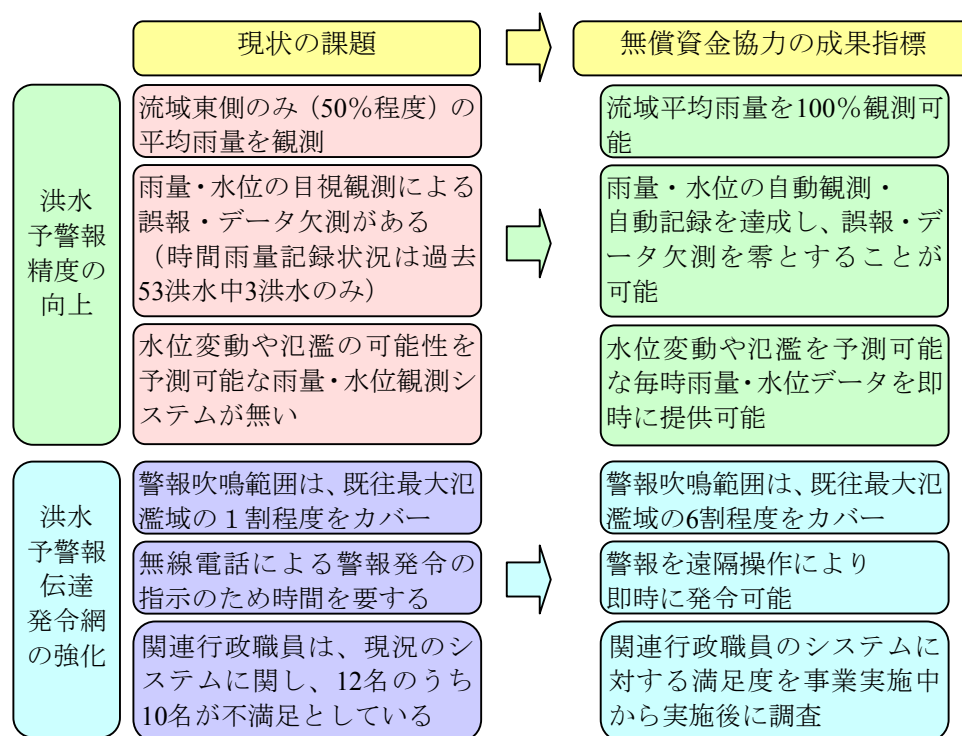 現状の課題
無償資金協力の成果指標
洪水
予警報
精度の
向上
流域東側のみ（50%程度）の
平均雨量を観測
流域平均雨量を100%観測可
能
雨量・水位の目視観測による
誤報・データ欠測がある
（時間雨量記録状況は過去
53洪水中3洪水のみ）
雨量・水位の自動観測・
自動記録を達成し、誤報・デ
ータ欠測を零とすることが
可能
水位変動や氾濫の可能性を
予測可能な雨量・水位観測シ
ステムが無い
水位変動や氾濫を予測可能
な毎時雨量・水位データを即
時に提供可能
洪水
予警報
伝達
発令網
の強化
警報吹鳴範囲は、既往最大氾
濫域の１割程度をカバー
警報吹鳴範囲は、既往最大氾
濫域の6割程度をカバー
無線電話による警報発令の
指示のため時間を要する
警報を遠隔操作により
即時に発令可能
関連行政職員は、現況のシ
ステムに関し、12名のうち
10名が不満足としている
関連行政職員のシステムに
対する満足度を事業実施中
から実施後に調査